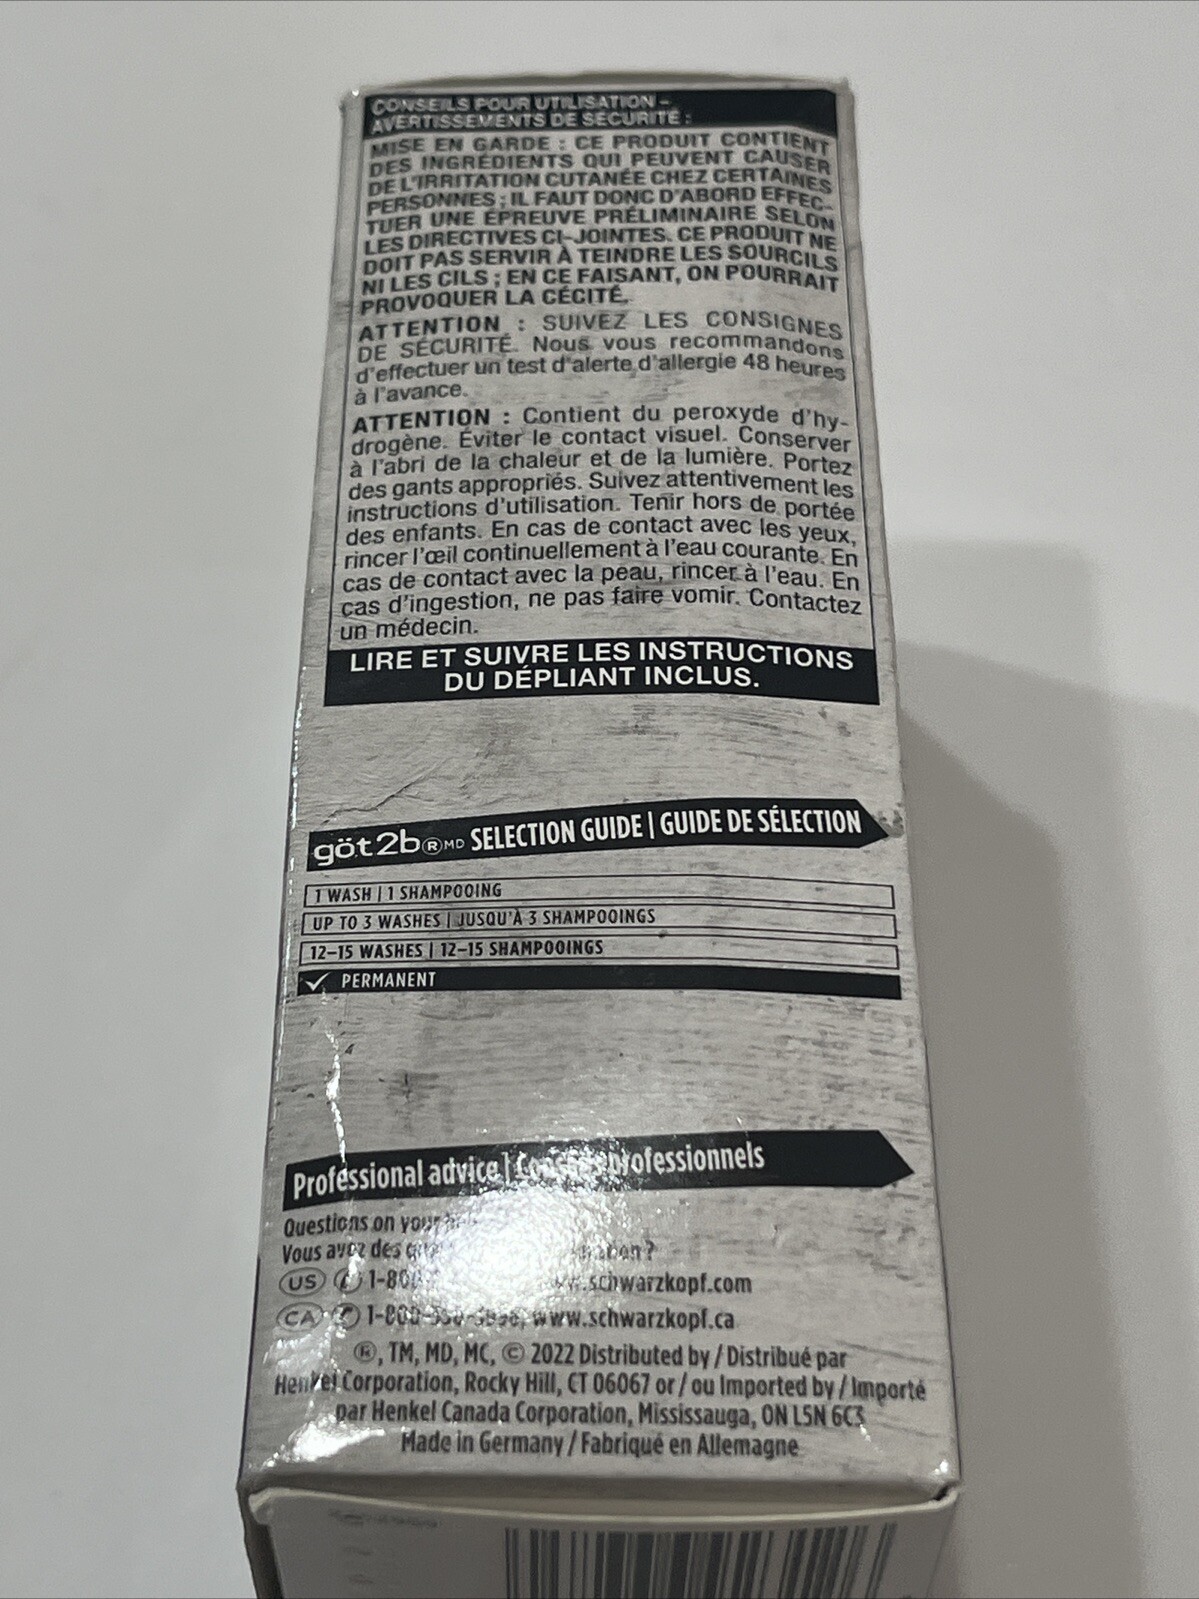 CONSEILS POUR UTILISATION –
AVERTISSEMENTS DE SÉCURITÉ :
MISE EN GARDE : CE PRODUIT CONTIENT
DES INGRÉDIENTS QUI PEUVENT CAUSER
DE L'IRRITATION CUTANÉE CHEZ CERTAINES
PERSONNES ; IL FAUT DONC D'ABORD EFFEC-
TUER UNE ÉPREUVE PRÉLIMINAIRE SELON
LES DIRECTIVES CI-JOINTES. CE PRODUIT NE
DOIT PAS SERVIR À TEINDRE LES SOURCILS
NI LES CILS ; EN CE FAISANT, ON POURRAIT
PROVOQUER LA CÉCITÉ.
ATTENTION : SUIVEZ LES CONSIGNES
DE SÉCURITÉ. Nous vous recommandons
d'effectuer un test d'alerte d'allergie 48 heures
à l'avance.
ATTENTION : Contient du peroxyde d'hy-
drogène. Éviter le contact visuel. Conserver
à l'abri de la chaleur et de la lumière. Portez
des gants appropriés. Suivez attentivement les
instructions d'utilisation. Tenir hors de portée
des enfants. En cas de contact avec les yeux,
rincer l'œil continuellement à l'eau courante. En
cas de contact avec la peau, rincer à l'eau. En
cas d'ingestion, ne pas faire vomir. Contactez
un médecin.
LIRE ET SUIVRE LES INSTRUCTIONS
DU DÉPLIANT INCLUS.
göt2b® MD SELECTION GUIDE | GUIDE DE SÉLECTION
1 WASH | 1 SHAMPOOING
UP TO 3 WASHES | JUSQU'À 3 SHAMPOOINGS
12–15 WASHES | 12–15 SHAMPOOINGS
✓ PERMANENT
Professional advice | professionnels
Questions on your
Vous avez des
US www.schwarzkopf.com
CA www.schwarzkopf.ca
®, TM, MD, MC, © 2022 Distributed by / Distribué par
Henkel Corporation, Rocky Hill, CT 06067 or / ou Imported by / Importé
par Henkel Canada Corporation, Mississauga, ON L5N 6C3
Made in Germany / Fabriqué en Allemagne